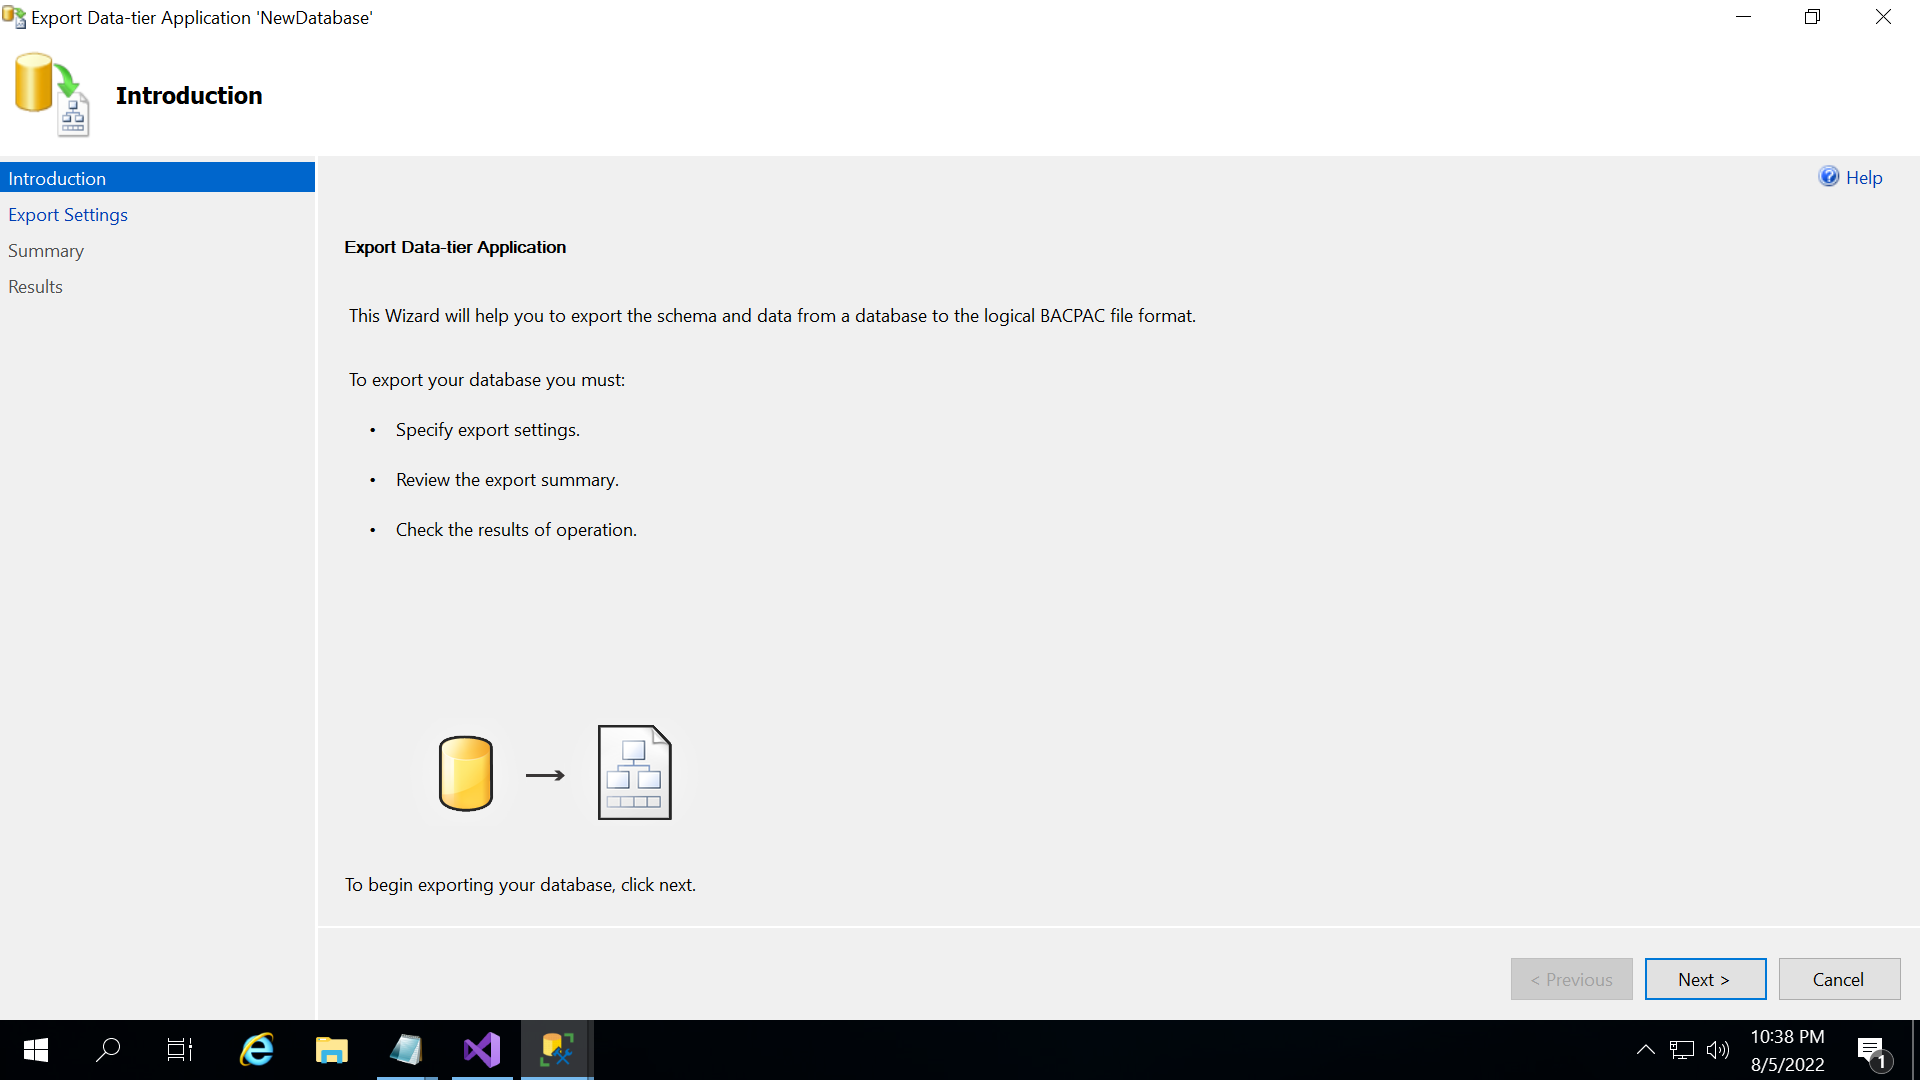 Export Data-tier Application 'NewDatabase'
Introduction
Introduction
Export Settings
Summary
Results
Help
Export Data-tier Application
This Wizard will help you to export the schema and data from a database to the logical BACPAC file format.
To export your database you must:
• Specify export settings.
• Review the export summary.
• Check the results of operation.
To begin exporting your database, click next.
< Previous
Next >
Cancel
10:38 PM
8/5/2022
1